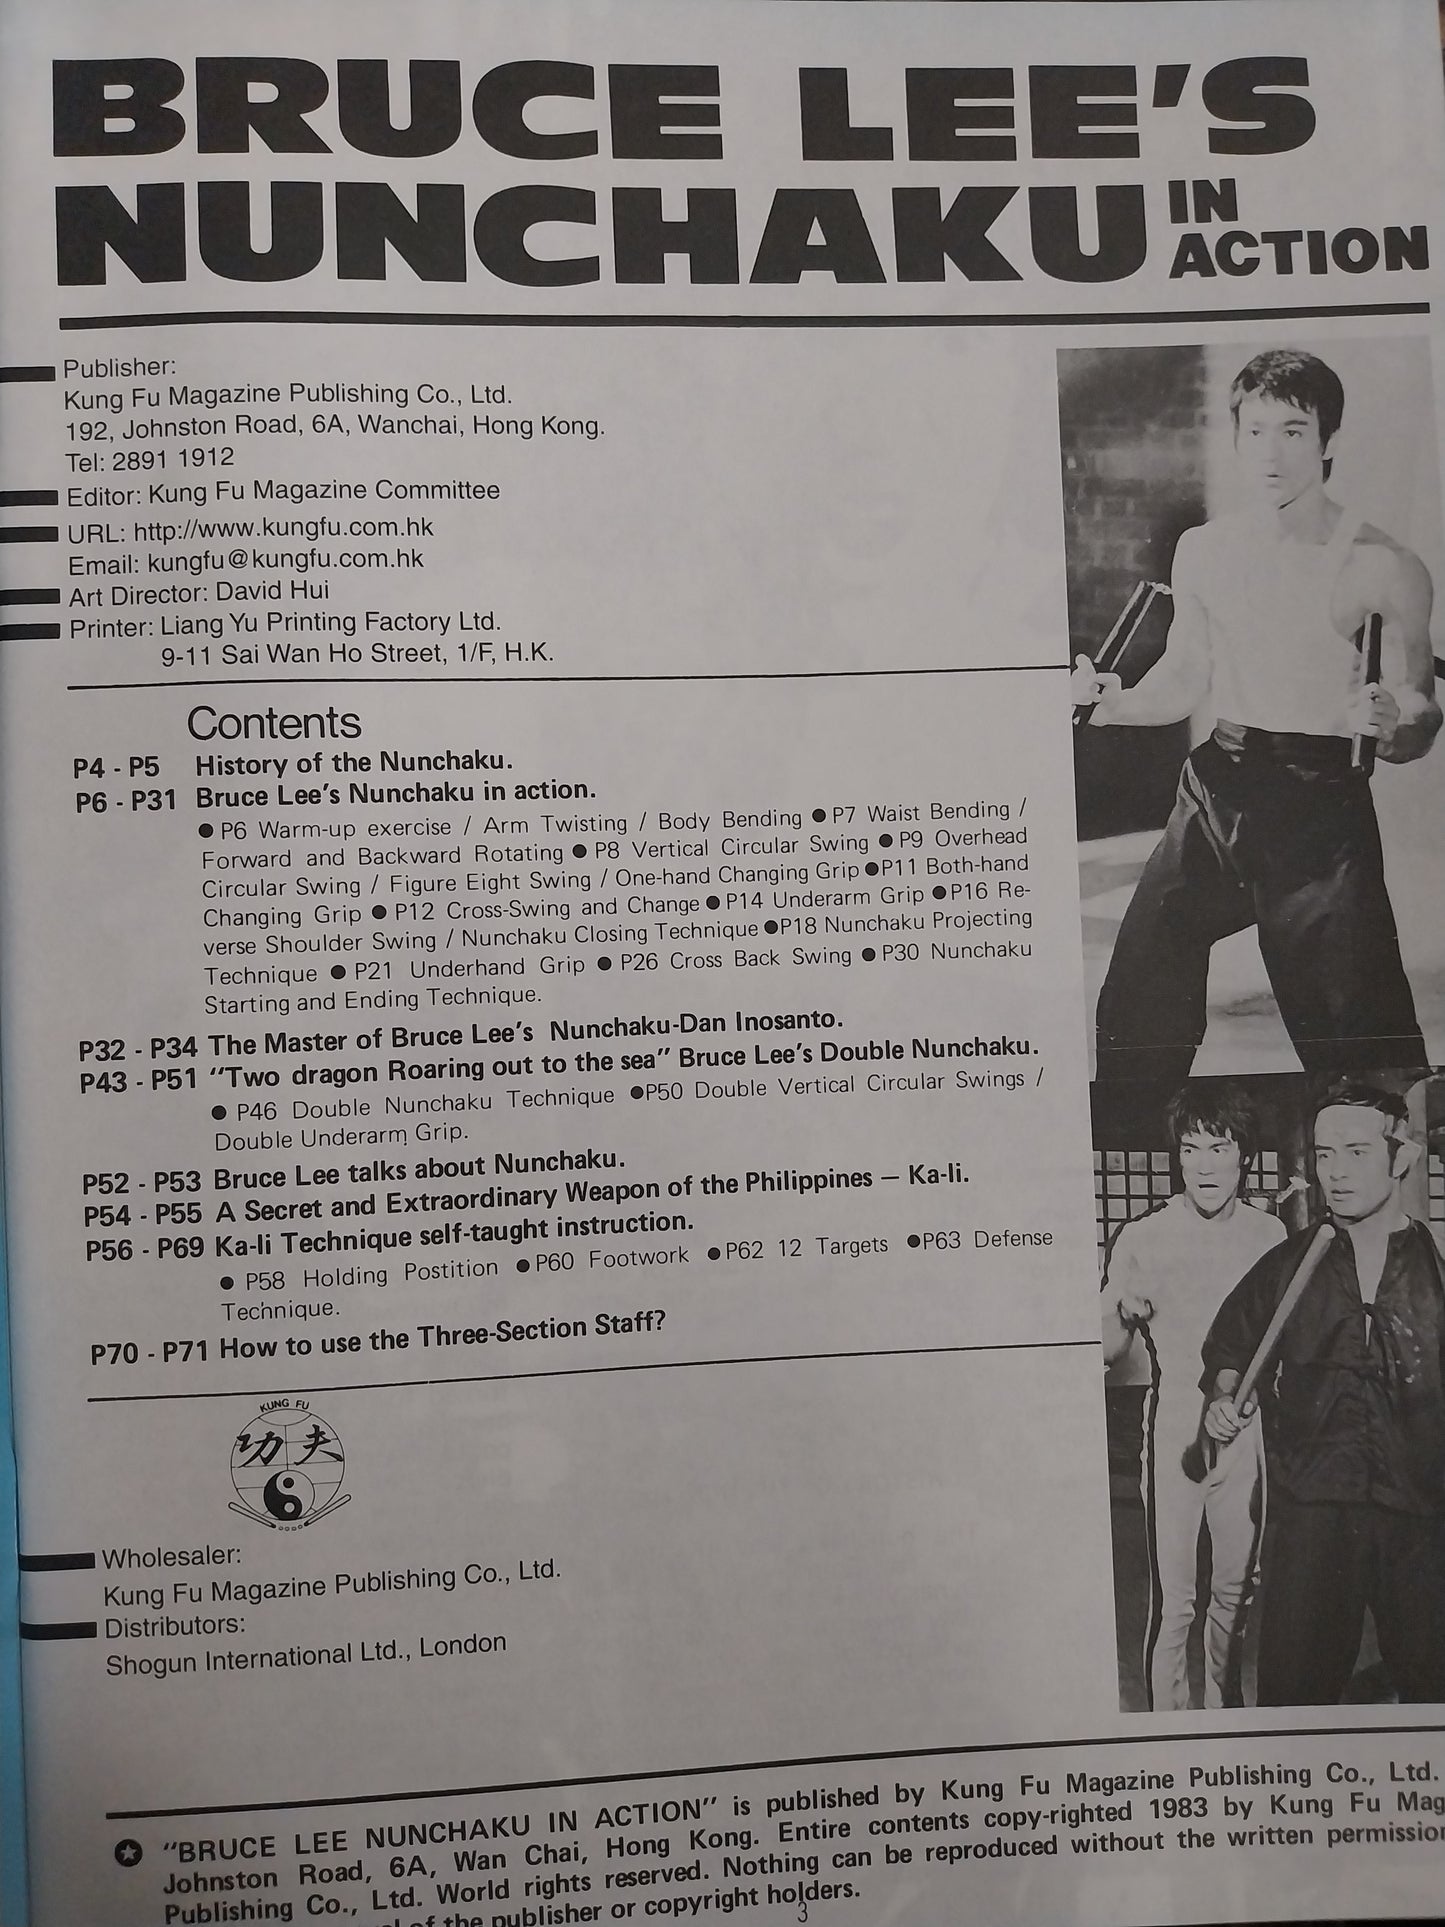 BRUCE LEE'S
NUNCHAKU IN
ACTION
Publisher:
Kung Fu Magazine Publishing Co., Ltd.
192, Johnston Road, 6A, Wanchai, Hong Kong.
Tel: 2891 1912
Editor: Kung Fu Magazine Committee
URL: http://www.kungfu.com.hk
Email: kungfu@kungfu.com.hk
Art Director: David Hui
Printer: Liang Yu Printing Factory Ltd.
9-11 Sai Wan Ho Street, 1/F, H.K.
Contents
P4 - P5 History of the Nunchaku.
P6 - P31 Bruce Lee's Nunchaku in action.
● P6 Warm-up exercise / Arm Twisting / Body Bending ● P7 Waist Bending /
Forward and Backward Rotating ● P8 Vertical Circular Swing ● P9 Overhead
Circular Swing / Figure Eight Swing / One-hand Changing Grip ●P11 Both-hand
Changing Grip ● P12 Cross-Swing and Change ● P14 Underarm Grip ●P16 Re-
verse Shoulder Swing / Nunchaku Closing Technique ●P18 Nunchaku Projecting
Technique ● P21 Underhand Grip ● P26 Cross Back Swing ● P30 Nunchaku
Starting and Ending Technique.
P32 - P34 The Master of Bruce Lee's Nunchaku-Dan Inosanto.
P43 - P51 "Two dragon Roaring out to the sea" Bruce Lee's Double Nunchaku.
● P46 Double Nunchaku Technique ●P50 Double Vertical Circular Swings /
Double Underarm Grip.
P52 - P53 Bruce Lee talks about Nunchaku.
P54 - P55 A Secret and Extraordinary Weapon of the Philippines — Ka-li.
P56 - P69 Ka-li Technique self-taught instruction.
● P58 Holding Postition ●P60 Footwork ●P62 12 Targets ●P63 Defense
Technique.
P70 - P71 How to use the Three-Section Staff?
KUNG FU
功夫
Wholesaler:
Kung Fu Magazine Publishing Co., Ltd.
Distributors:
Shogun International Ltd., London
"BRUCE LEE NUNCHAKU IN ACTION" is published by Kung Fu Magazine Publishing Co., Ltd.
Johnston Road, 6A, Wan Chai, Hong Kong. Entire contents copy-righted 1983 by Kung Fu Mag
Publishing Co., Ltd. World rights reserved. Nothing can be reproduced without the written permission
of the publisher or copyright holders.
3